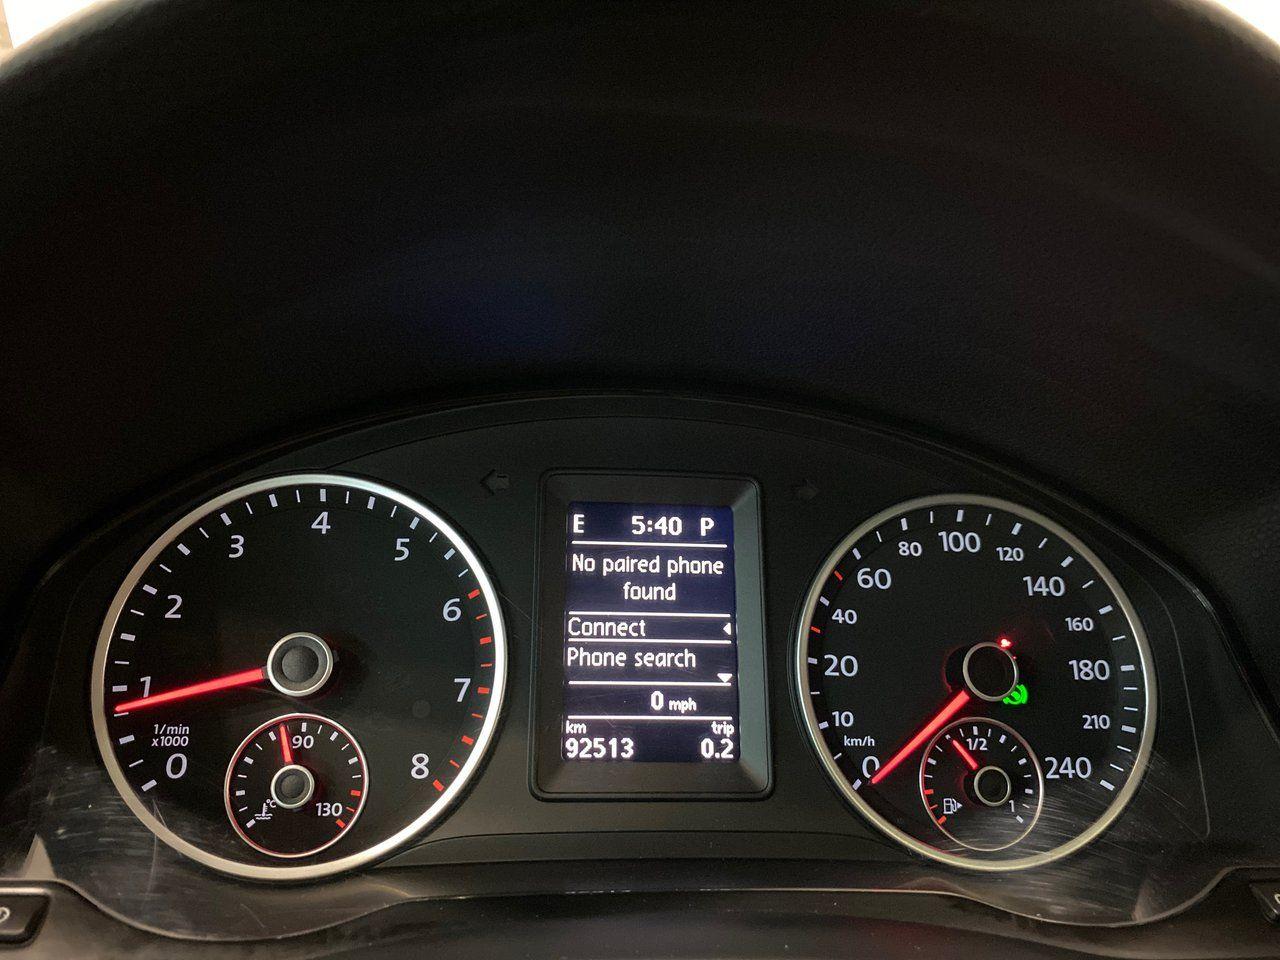 4
3
5
2
6
1
7
1/min
x1000
0
8
90
°C
130
E 5:40 P
No paired phone
found
Connect
Phone search
0 mph
km trip
92513 0.2
100
80
120
60
140
40
160
20
180
10
210
km/h
0
240
1/2
1